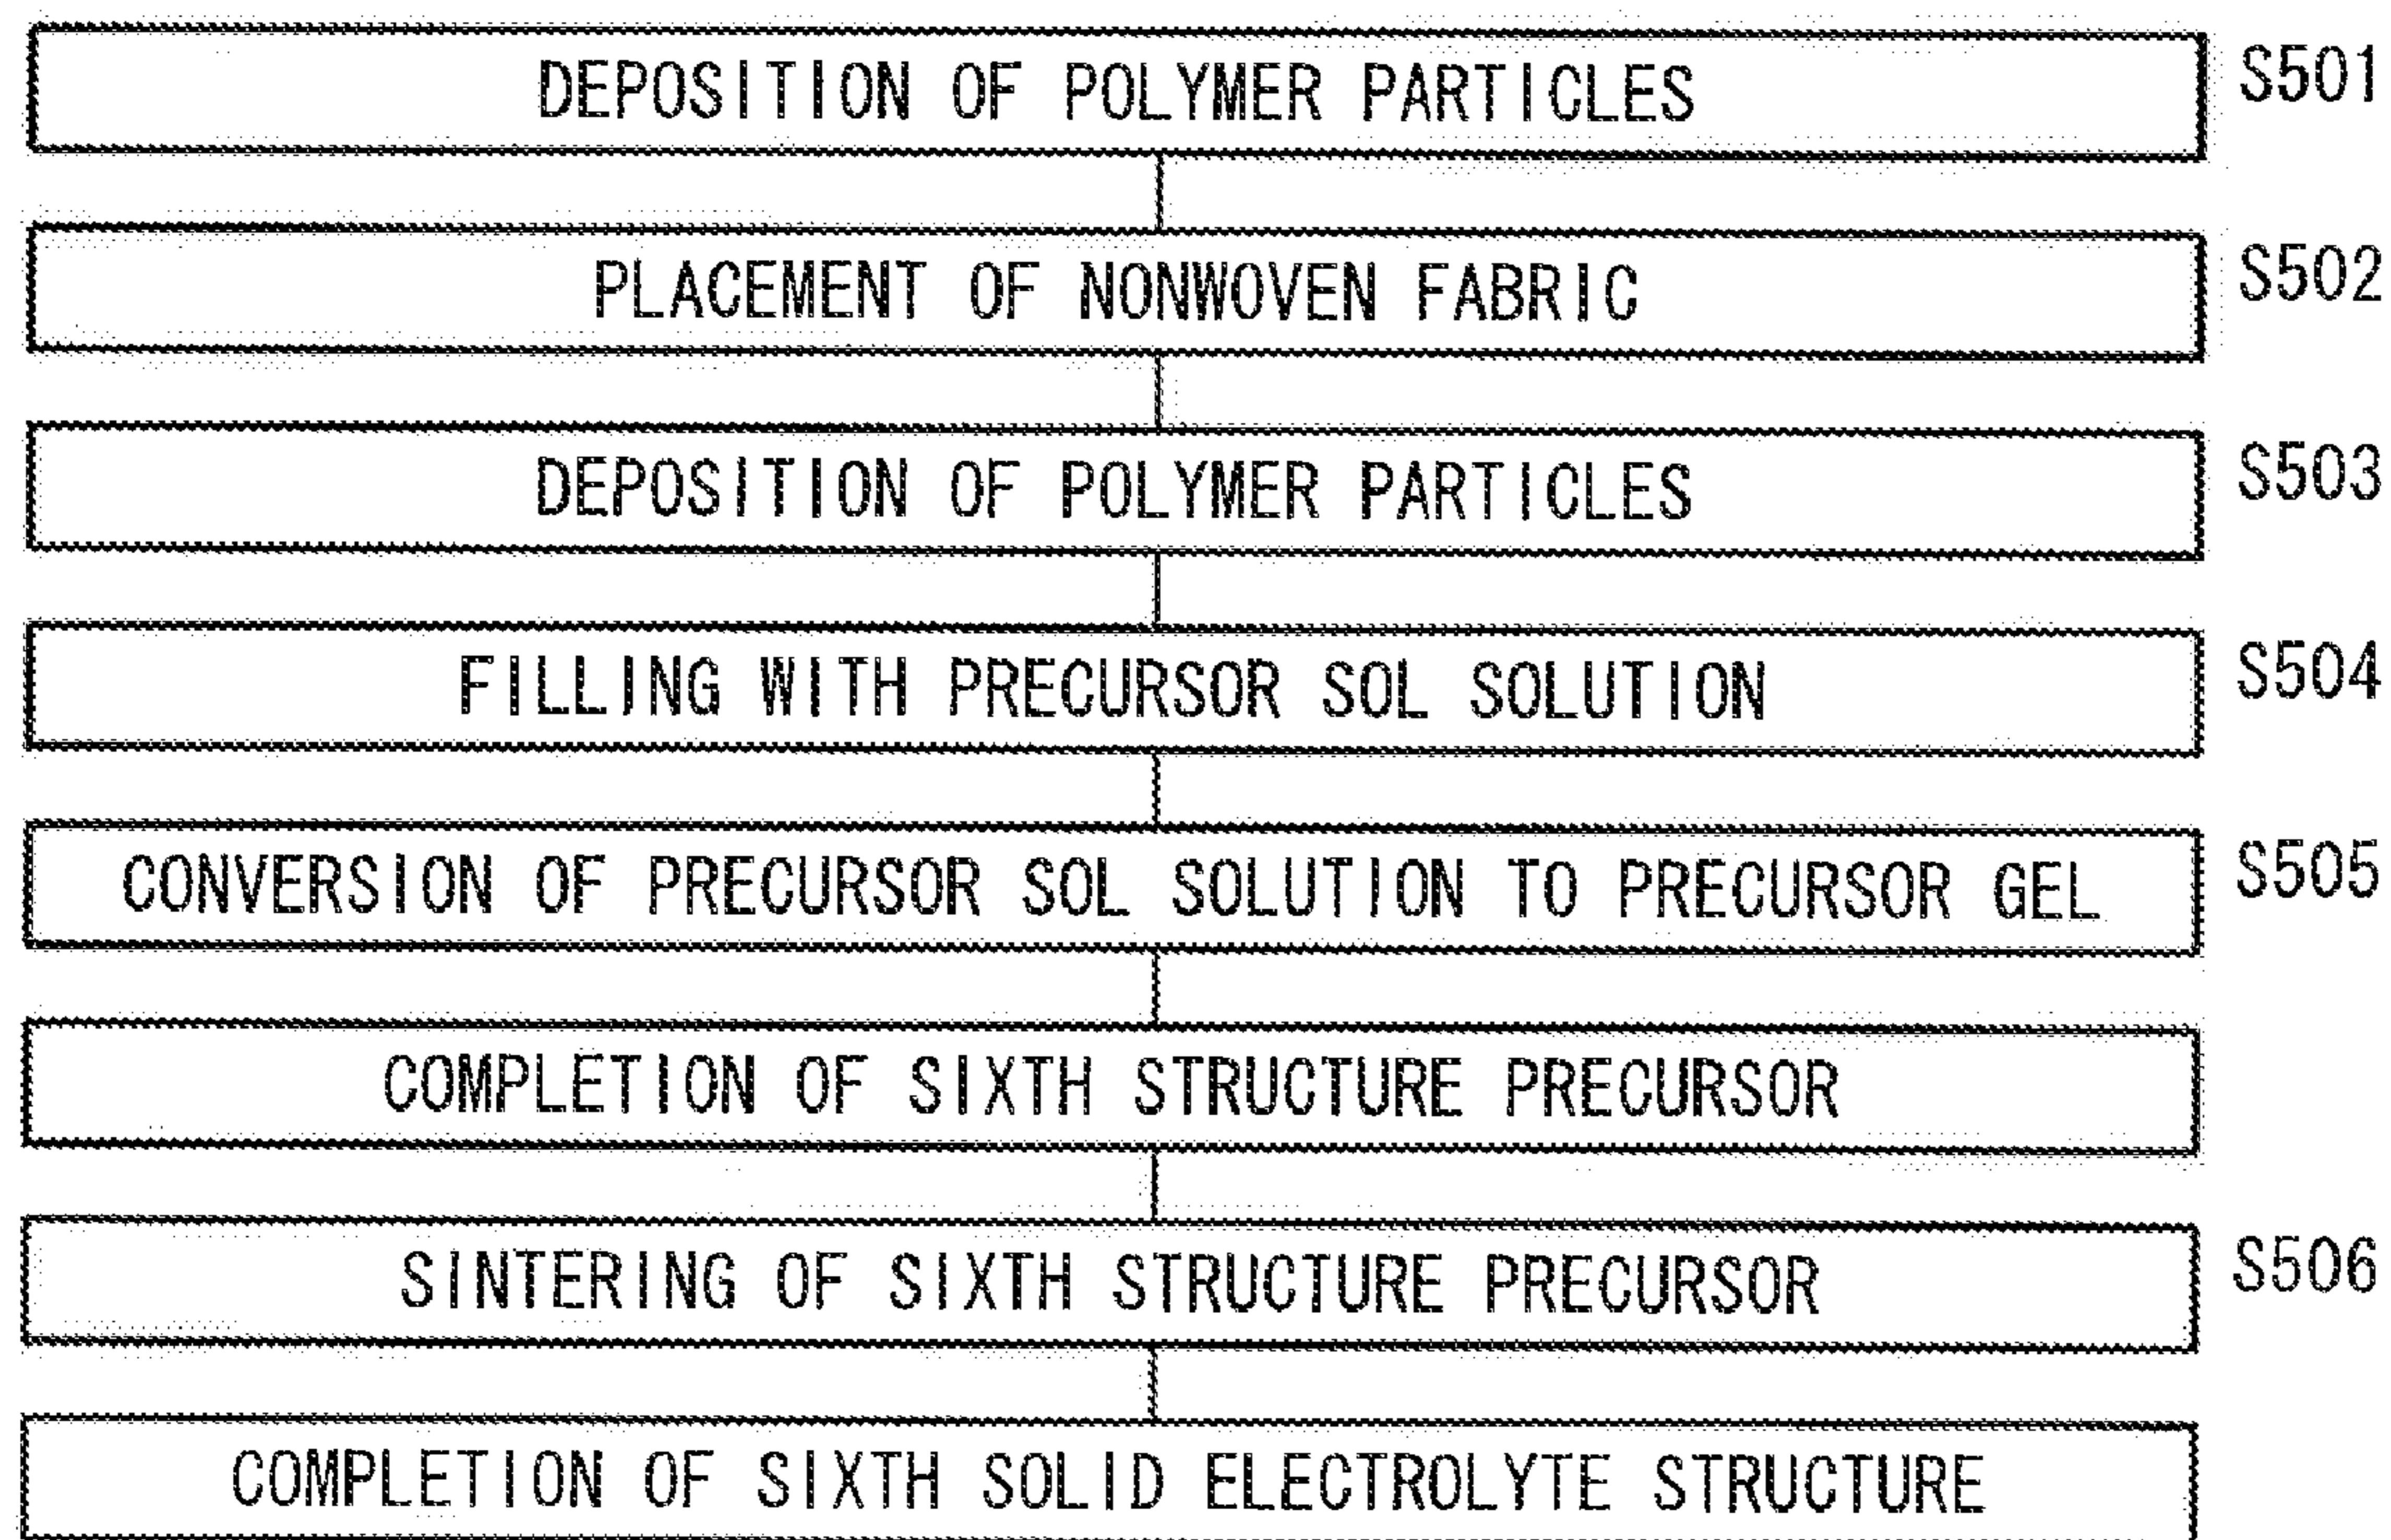 DEPOSITION OF POLYMER PARTICLES S501
PLACEMENT OF NONWOVEN FABRIC S502
DEPOSITION OF POLYMER PARTICLES S503
FILLING WITH PRECURSOR SOL SOLUTION S504
CONVERSION OF PRECURSOR SOL SOLUTION TO PRECURSOR GEL S505
COMPLETION OF SIXTH STRUCTURE PRECURSOR
SINTERING OF SIXTH STRUCTURE PRECURSOR S506
COMPLETION OF SIXTH SOLID ELECTROLYTE STRUCTURE